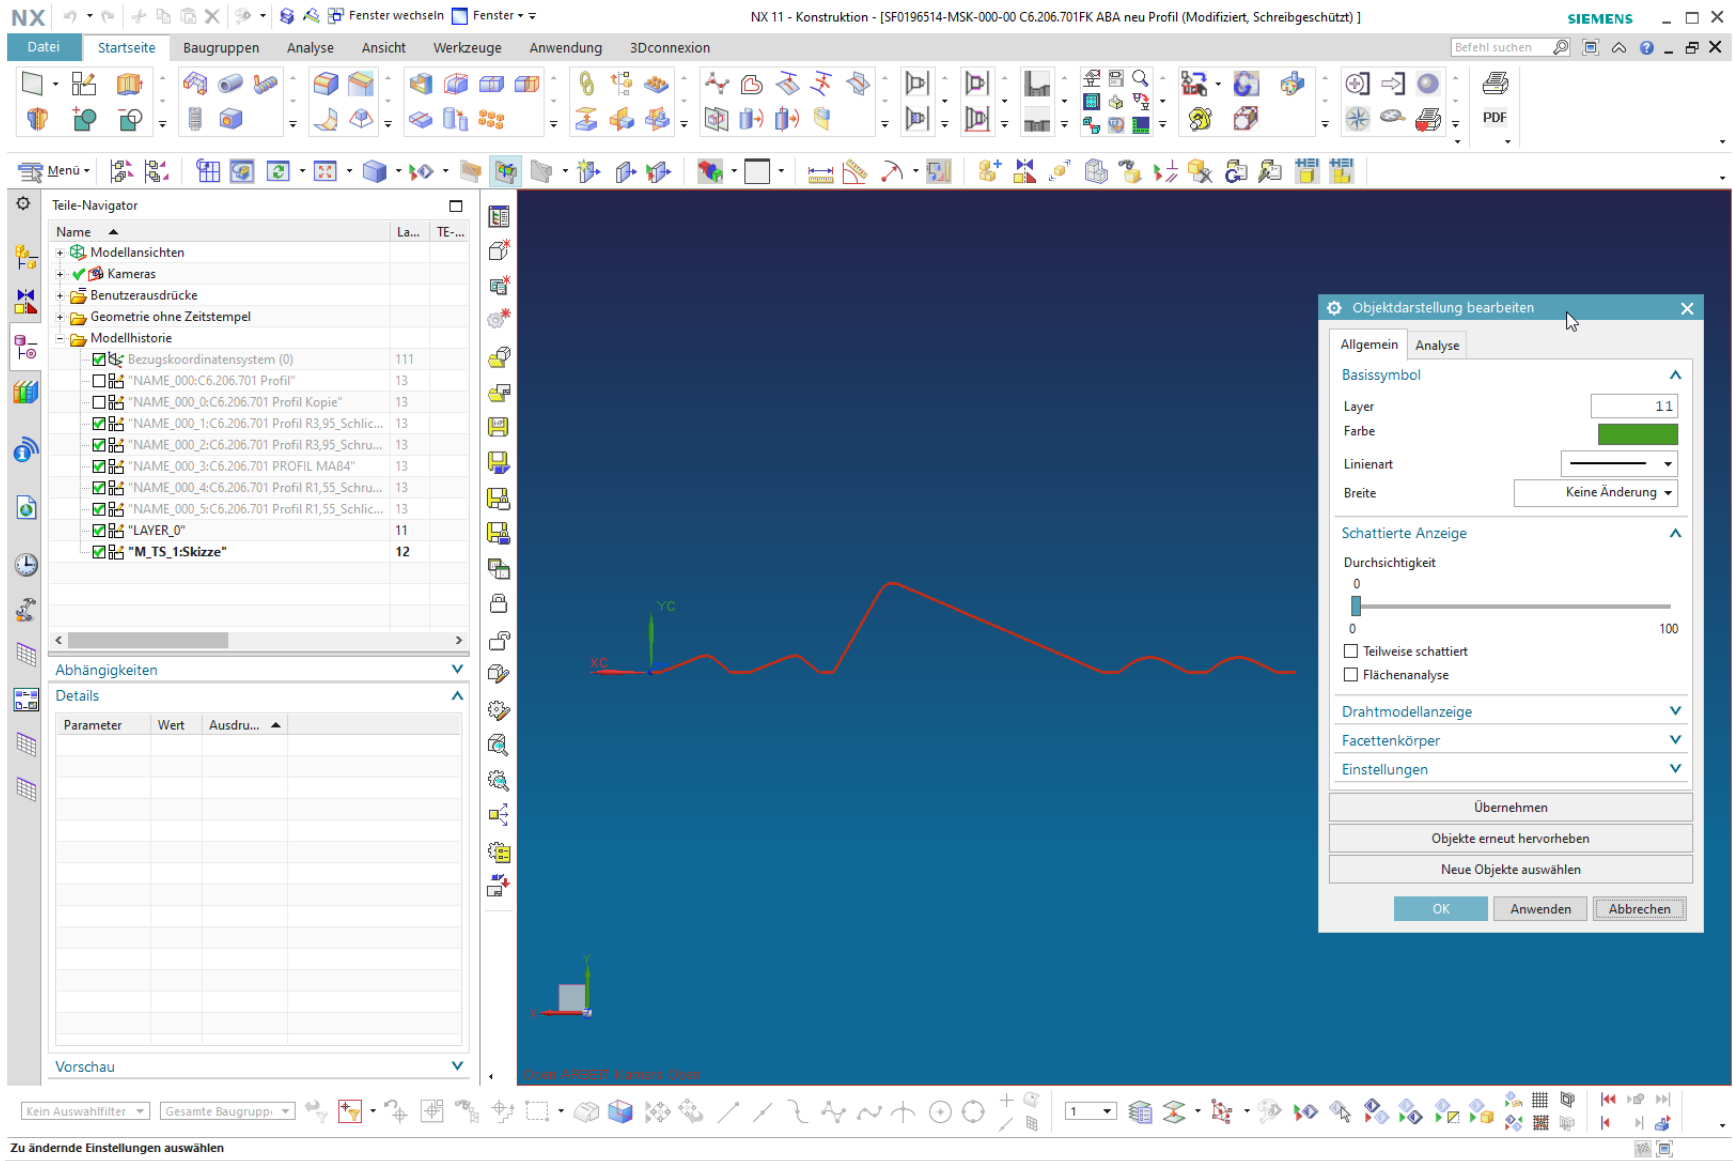 NX
Fenster wechseln
Fenster
NX 11 - Konstruktion - [SF0196514-MSK-000-00 C6.206.701FK ABA neu Profil (Modifiziert, Schreibgeschützt) ]
SIEMENS
Datei
Startseite
Baugruppen
Analyse
Ansicht
Werkzeuge
Anwendung
3Dconnexion
Befehl suchen
PDF
Menü
Teile-Navigator
Name
La...
TE-...
Modellansichten
Kameras
Benutzerausdrücke
Geometrie ohne Zeitstempel
Modellhistorie
Bezugskoordinatensystem (0) 111
"NAME_000:C6.206.701 Profil" 13
"NAME_000_0:C6.206.701 Profil Kopie" 13
"NAME_000_1:C6.206.701 Profil R3,95_Schlic... 13
"NAME_000_2:C6.206.701 Profil R3,95_Schru... 13
"NAME_000_3:C6.206.701 PROFIL MAß4" 13
"NAME_000_4:C6.206.701 Profil R1,55_Schru... 13
"NAME_000_5:C6.206.701 Profil R1,55_Schlic... 13
"LAYER_0" 11
"M_TS_1:Skizze" 12
Abhängigkeiten
Details
Parameter
Wert
Ausdru...
Vorschau
YC
XC
Y
X
Z
Oben ARBEIT Kamera Oben
Objektdarstellung bearbeiten
Allgemein
Analyse
Basissymbol
Layer 11
Farbe
Linienart
Breite Keine Änderung
Schattierte Anzeige
Durchsichtigkeit
0
0 100
Teilweise schattiert
Flächenanalyse
Drahtmodellanzeige
Facettenkörper
Einstellungen
Übernehmen
Objekte erneut hervorheben
Neue Objekte auswählen
OK
Anwenden
Abbrechen
Kein Auswahlfilter
Gesamte Baugrupp
1
Zu ändernde Einstellungen auswählen